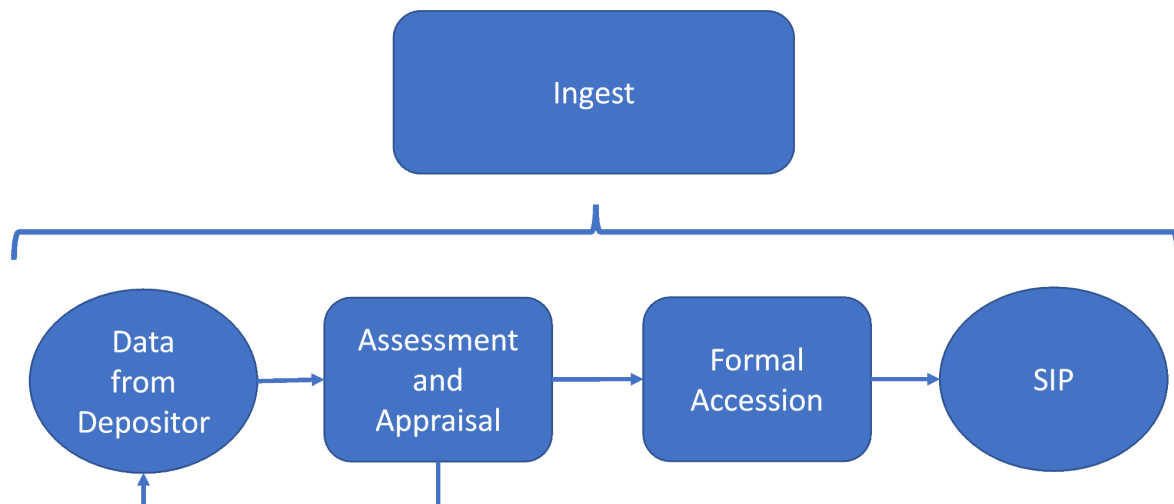 Ingest
Data
from
Depositor
Assessment
and
Appraisal
Formal
Accession
SIP